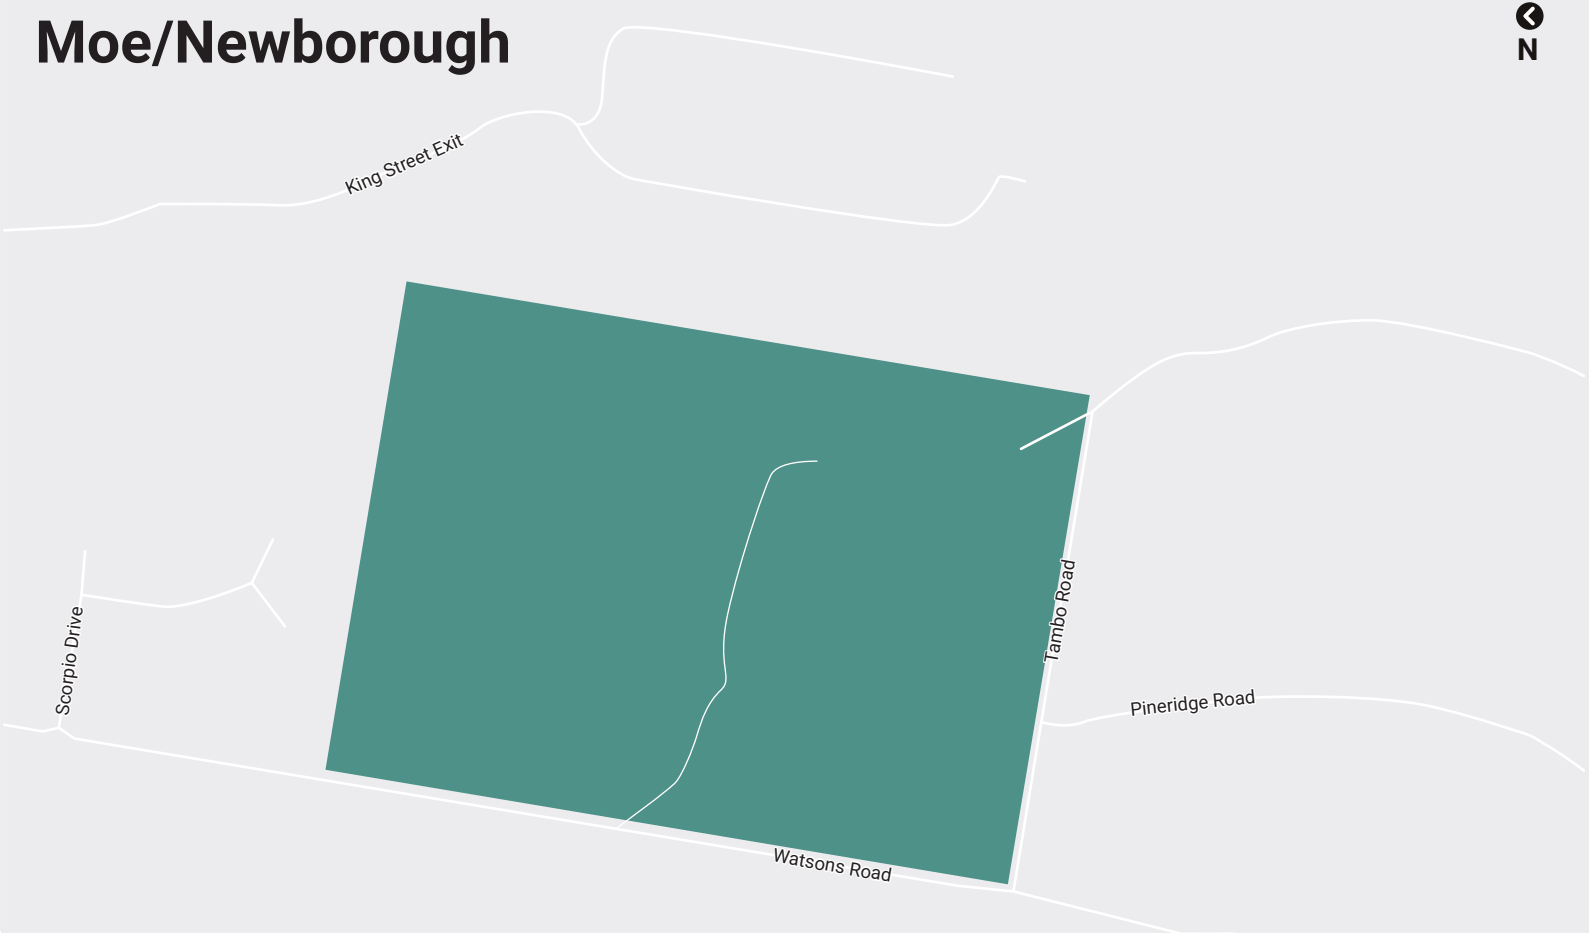 Moe/Newborough
N
King Street Exit
Scorpio Drive
Tambo Road
Pineridge Road
Watsons Road